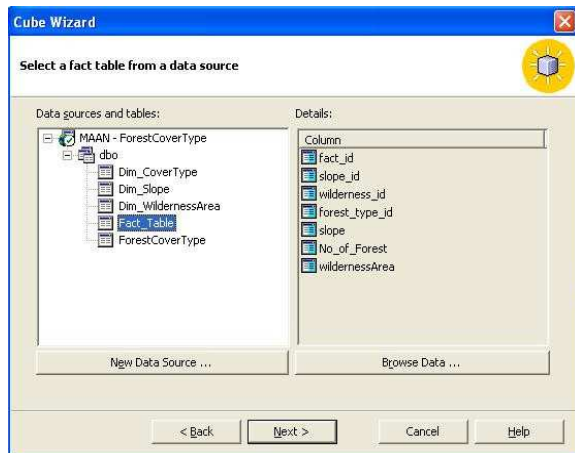 Cube Wizard
Select a fact table from a data source
Data sources and tables:
MAAN - ForestCoverType
dbo
Dim_CoverType
Dim_Slope
Dim_WildernessArea
Fact_Table
ForestCoverType
New Data Source ...
Details:
Column
fact_id
slope_id
wilderness_id
forest_type_id
slope
No_of_Forest
wildernessArea
Browse Data ...
< Back
Next >
Cancel
Help